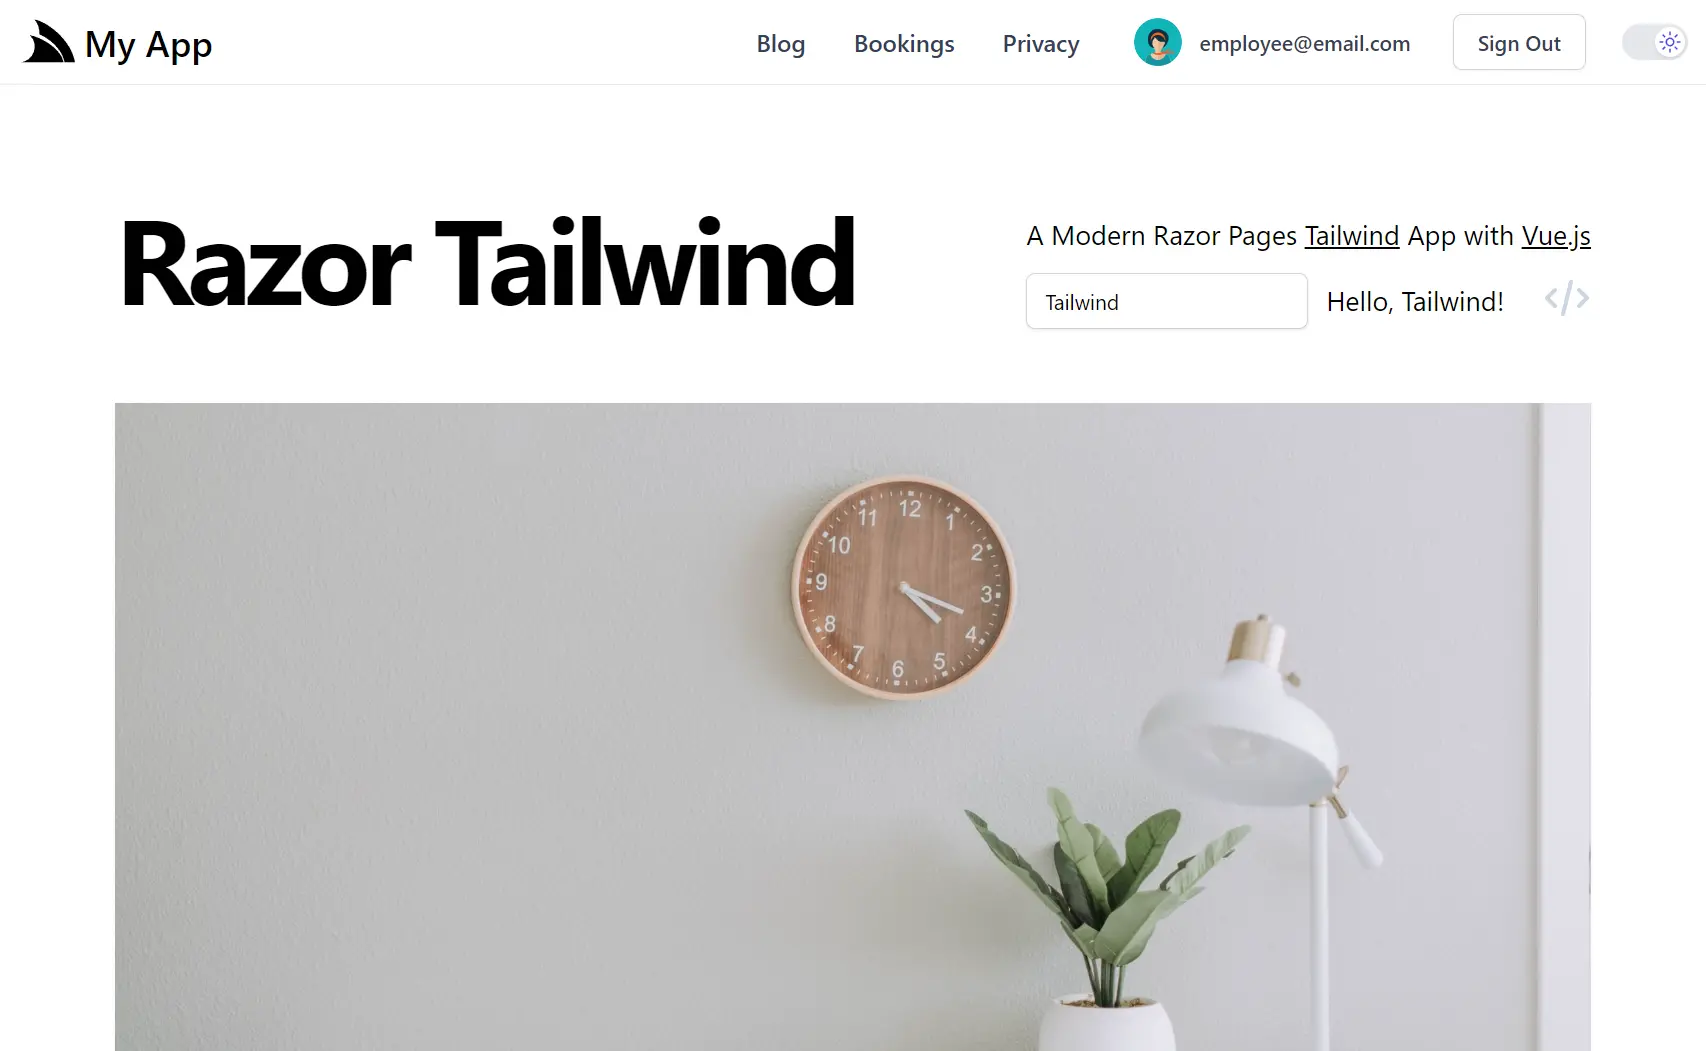 My App
Blog Bookings Privacy employee@email.com Sign Out
Razor Tailwind
A Modern Razor Pages Tailwind App with Vue.js
Tailwind Hello, Tailwind! </>
12
11 1
10 2
9 3
8 4
7 5
6